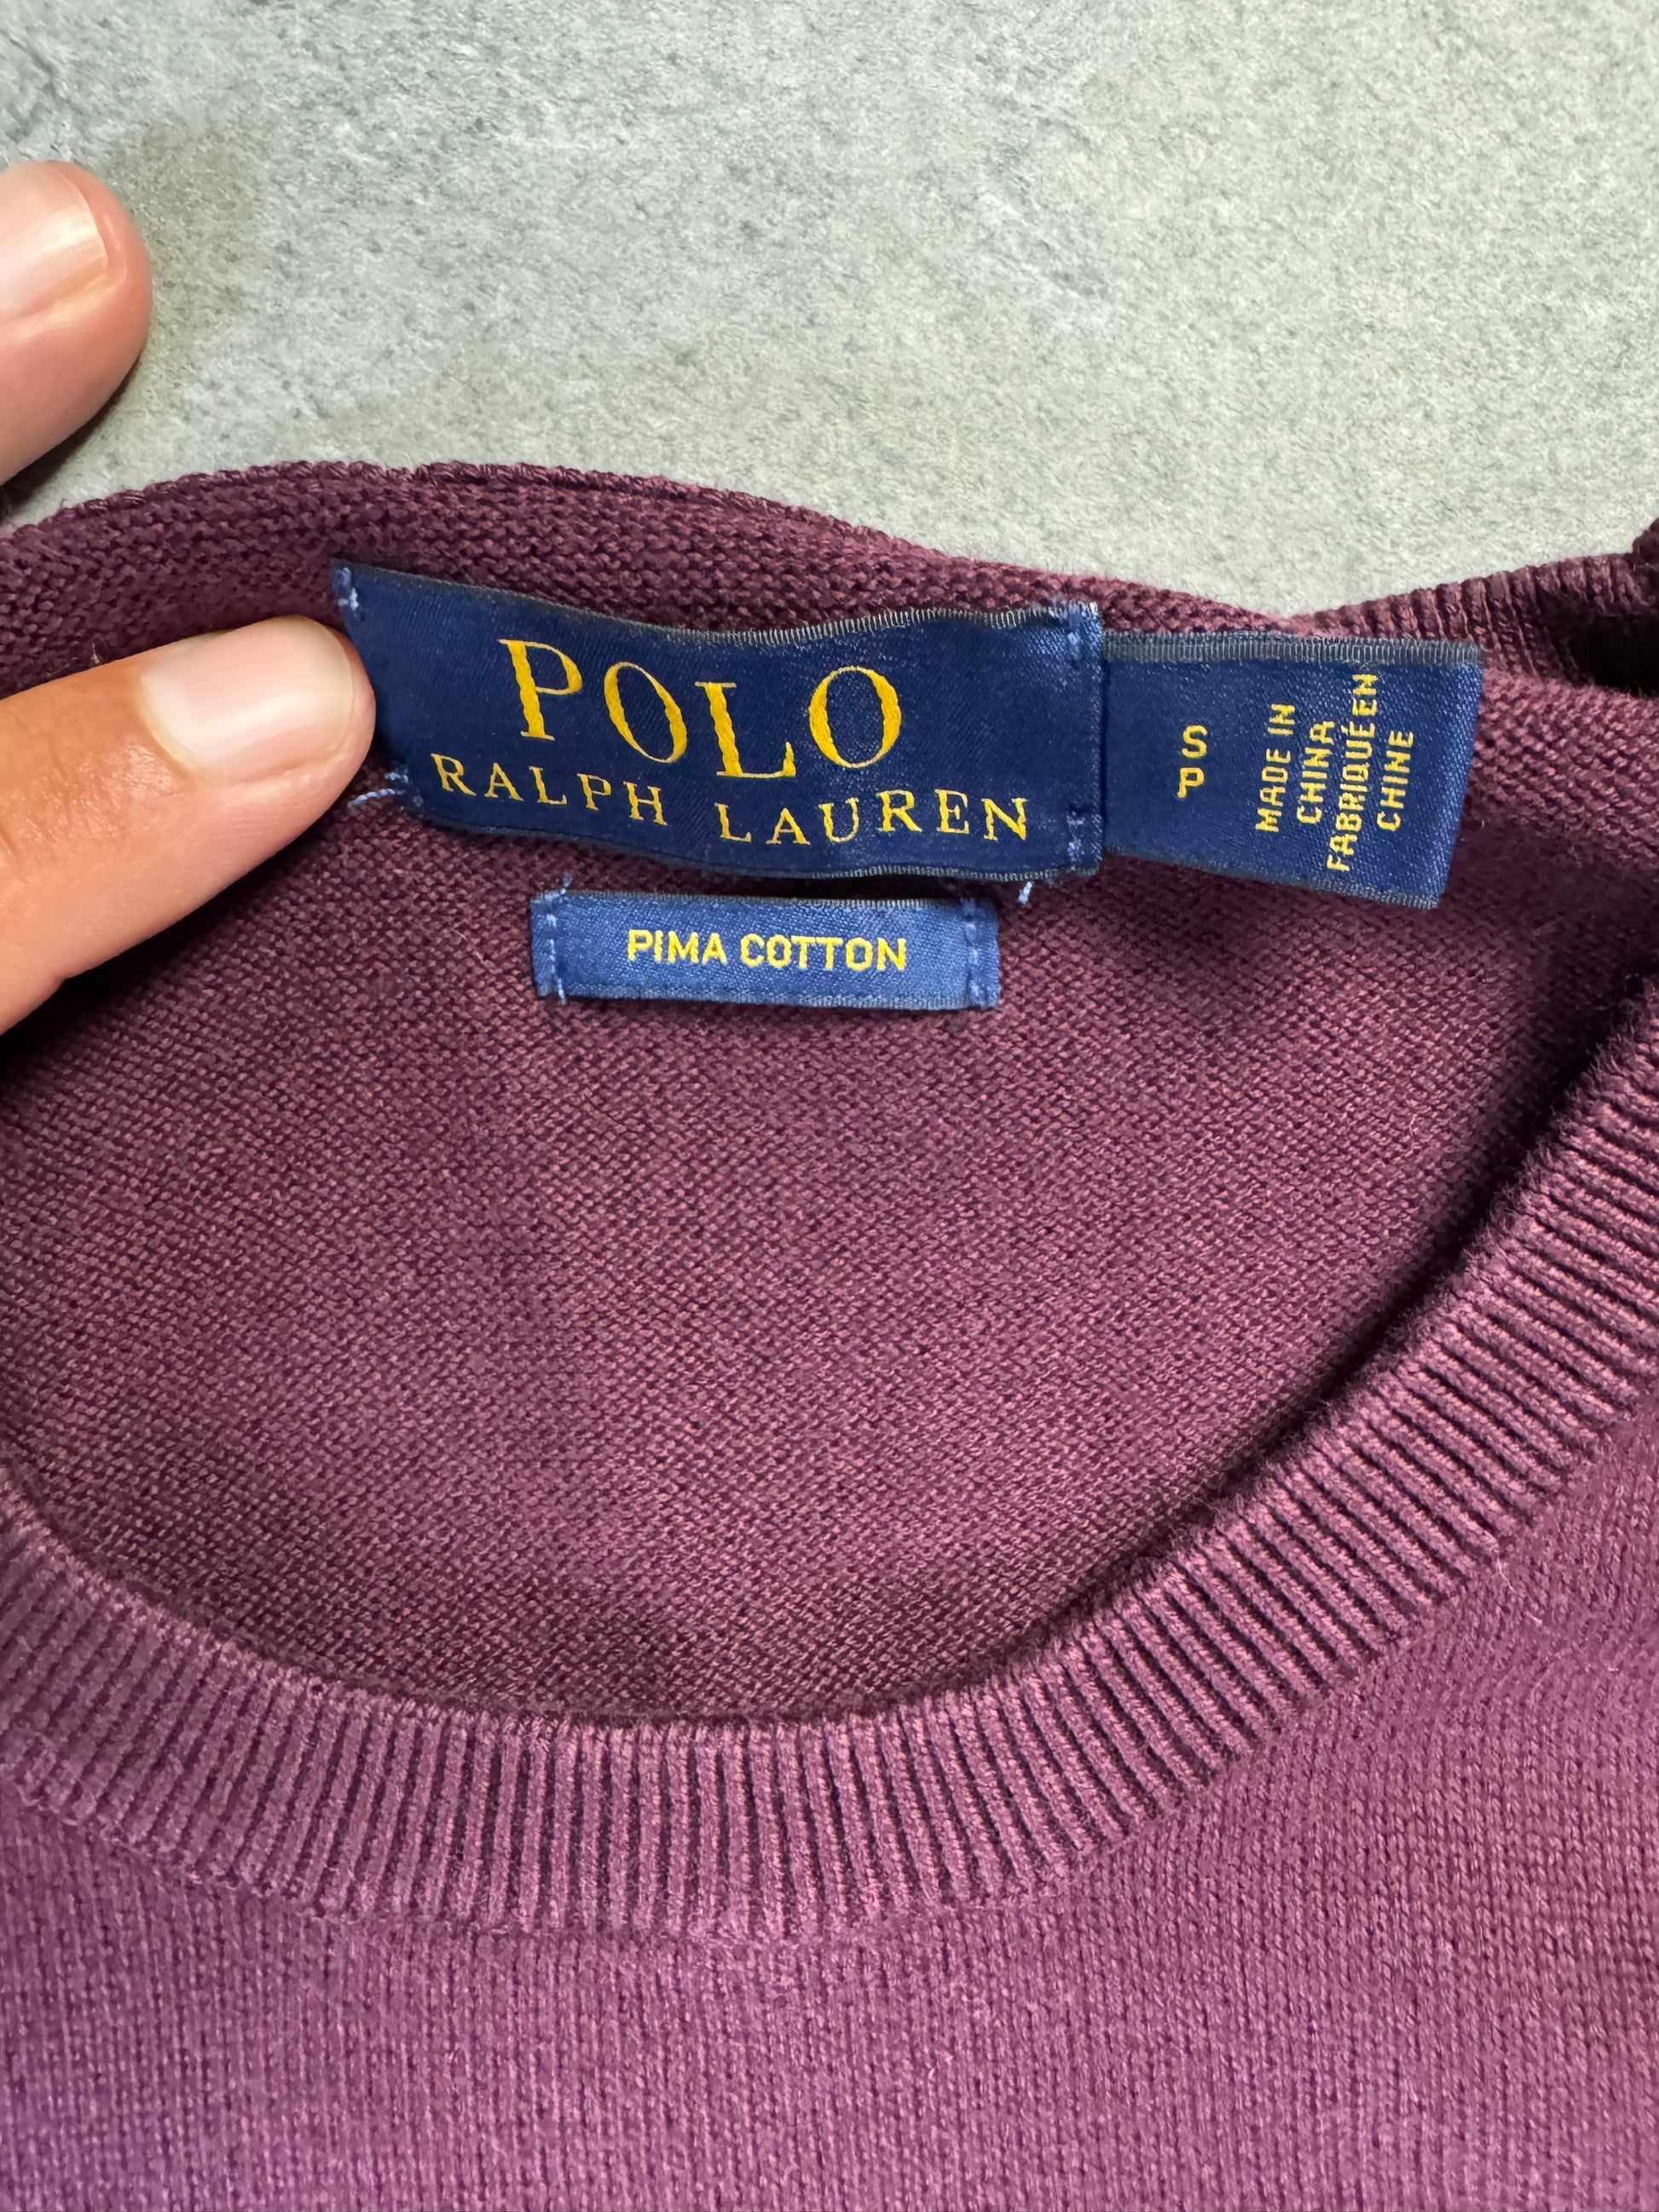 POLO
RALPH LAUREN
S
P
MADE IN
CHINA
FABRIQUÉ EN
CHINE
PIMA COTTON